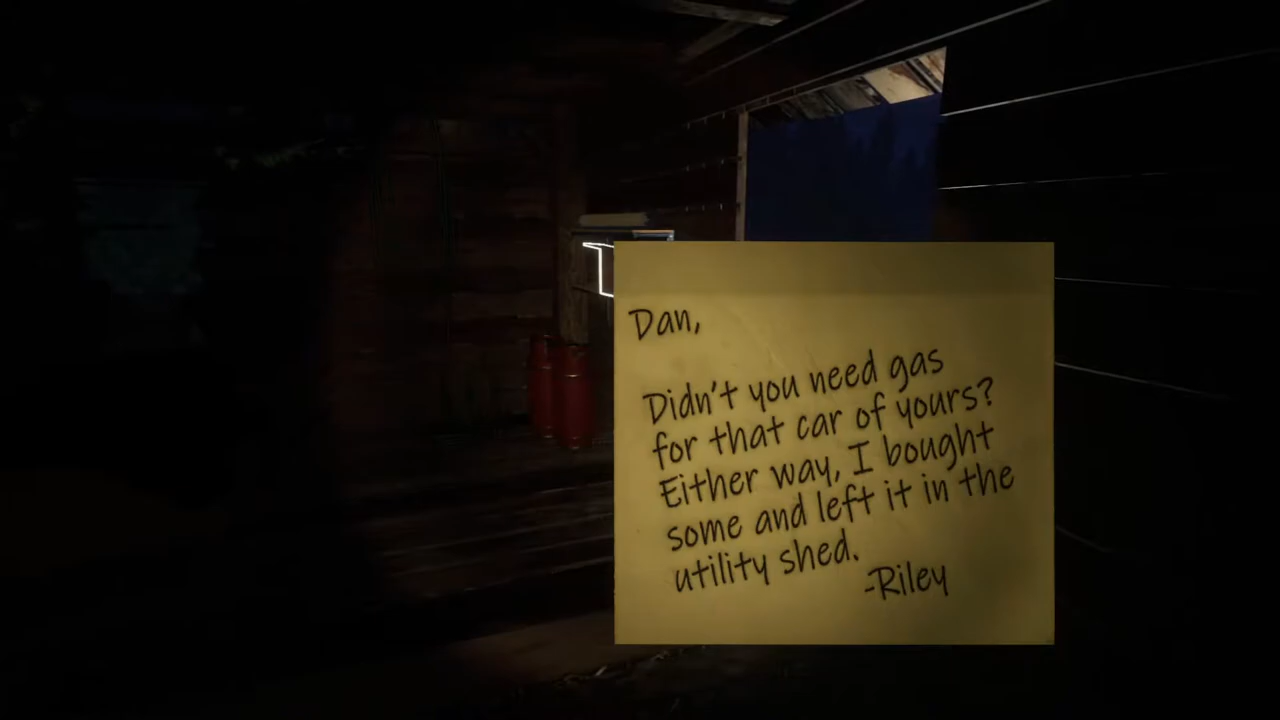 Dan,
Didn't you need gas
for that car of yours?
Either way, I bought
some and left it in the
utility shed.
-Riley